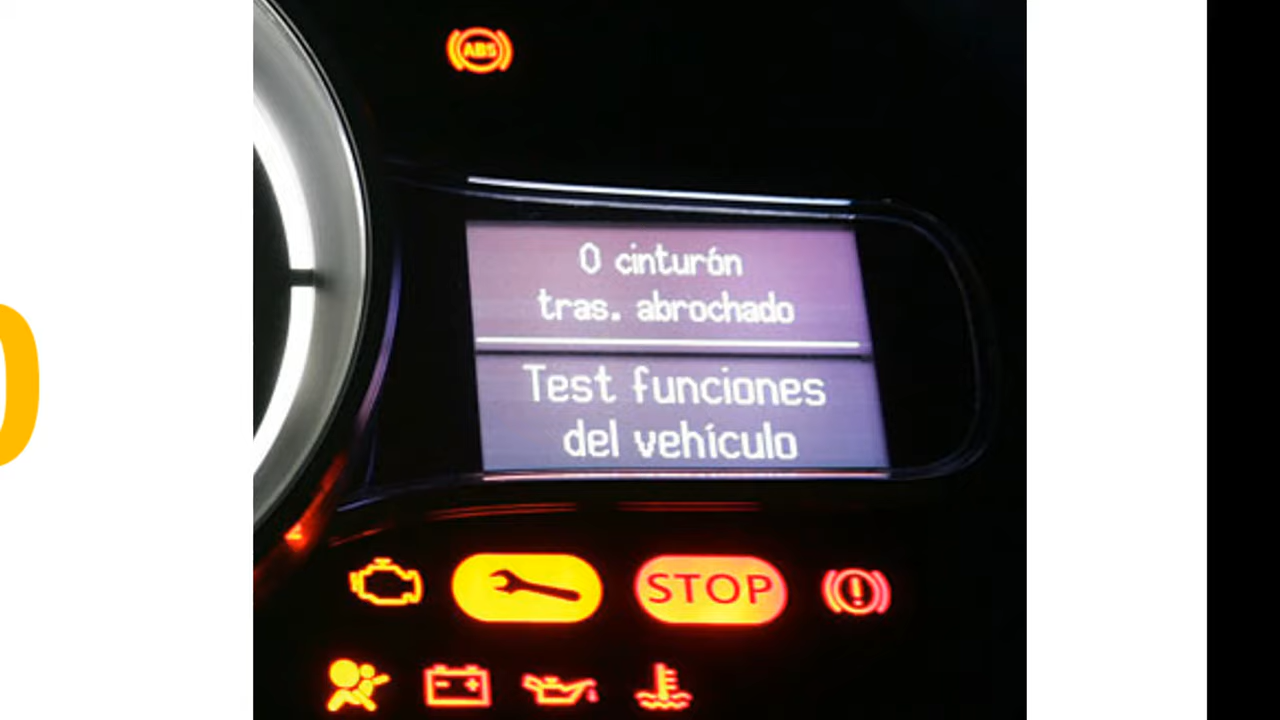 ABS
0 cinturón
tras. abrochado
Test funciones
del vehículo
STOP